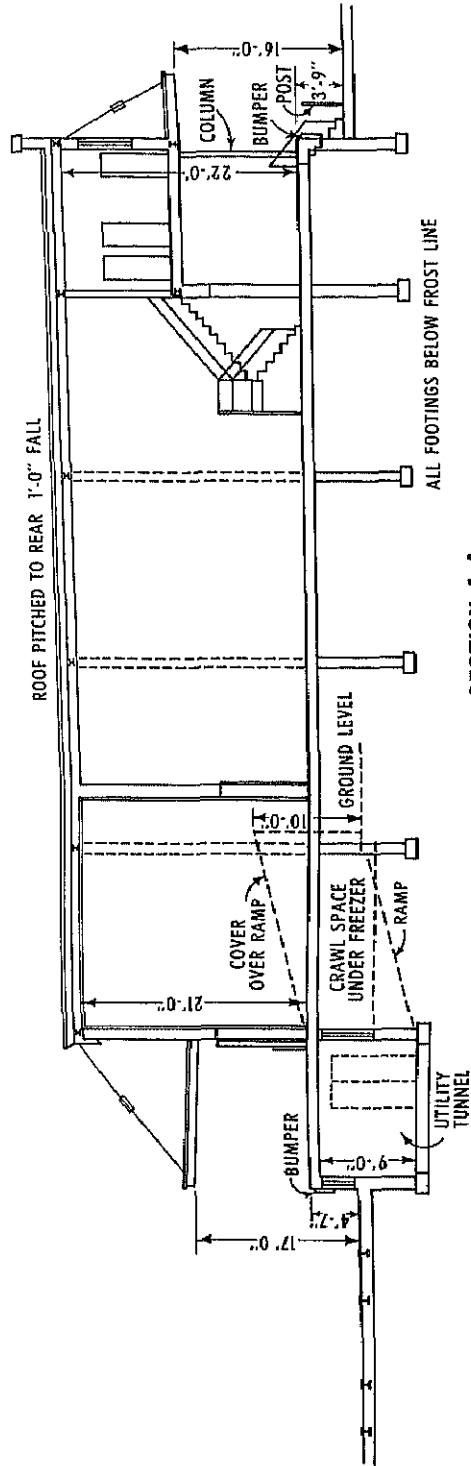 ROOF PITCHED TO REAR 1'-0" FALL
16'-0"
22'-0"
COLUMN
BUMPER
POST
3'-9"
21'-0"
COVER
OVER RAMP
10'-0"
GROUND LEVEL
CRAWL SPACE
UNDER FREEZER
RAMP
17' 0"
BUMPER
4'-7"
9'-0"
UTILITY
TUNNEL
ALL FOOTINGS BELOW FROST LINE